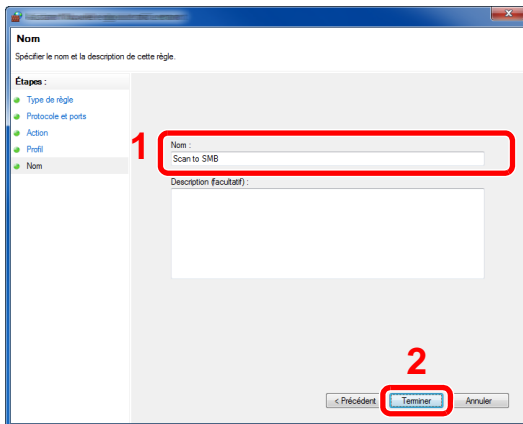 Nom
Spécifier le nom et la description de cette règle.
Étapes :
Type de règle
Protocole et ports
Action
Profil
Nom
1
Nom :
Scan to SMB
Description (facultatif) :
2
< Précédent
Terminer
Annuler